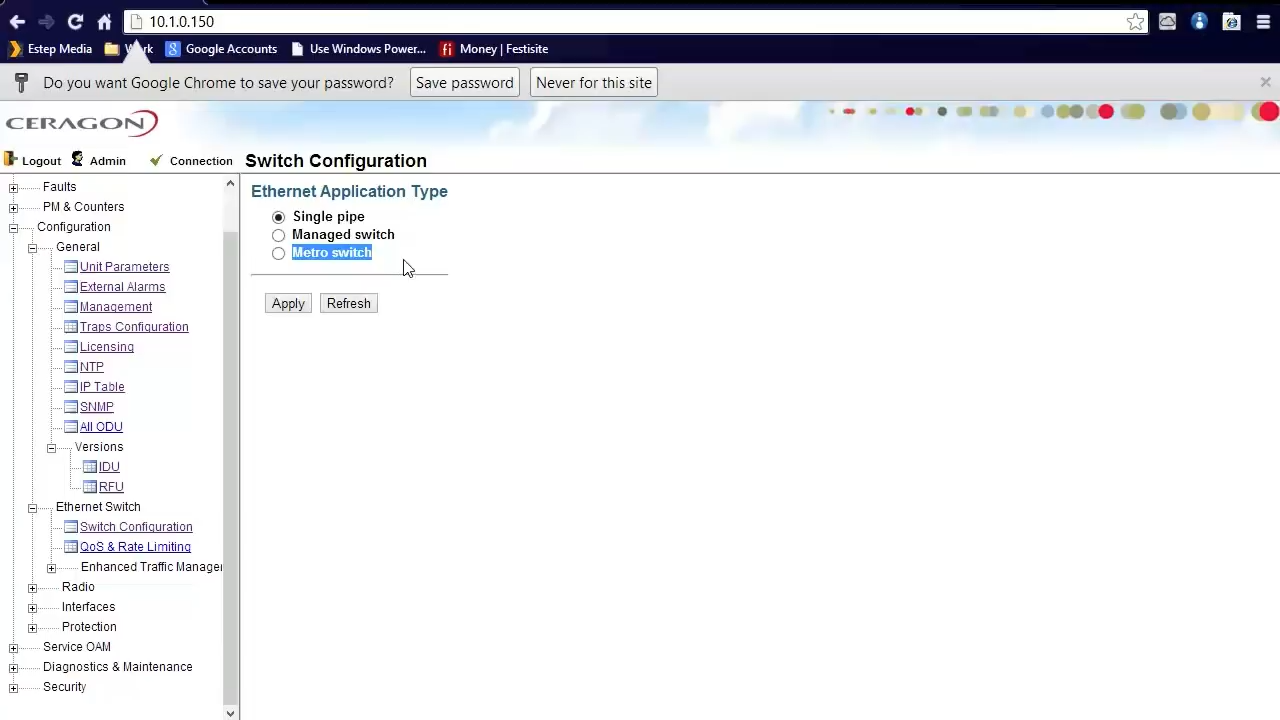 10.1.0.150
Estep Media Work Google Accounts Use Windows Power... fi Money | Festisite
Do you want Google Chrome to save your password? Save password Never for this site
CERAGON
Logout Admin Connection Switch Configuration
Ethernet Application Type
Single pipe
Managed switch
Metro switch
Apply Refresh
Faults
PM & Counters
Configuration
General
Unit Parameters
External Alarms
Management
Traps Configuration
Licensing
NTP
IP Table
SNMP
All ODU
Versions
IDU
RFU
Ethernet Switch
Switch Configuration
QoS & Rate Limiting
Enhanced Traffic Manager
Radio
Interfaces
Protection
Service OAM
Diagnostics & Maintenance
Security